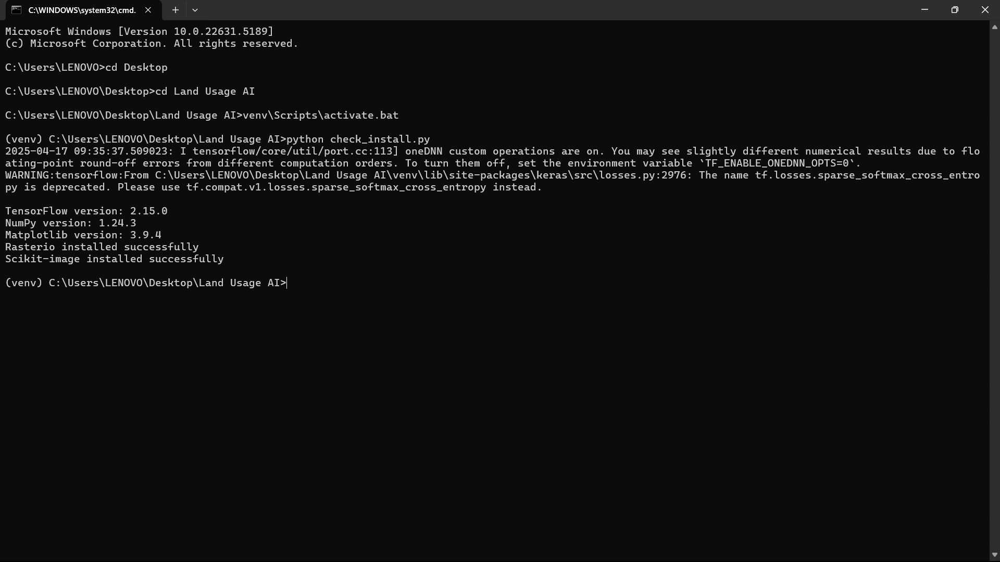 C:\WINDOWS\system32\cmd.
Microsoft Windows [Version 10.0.22631.5189]
(c) Microsoft Corporation. All rights reserved.
C:\Users\LENOVO>cd Desktop
C:\Users\LENOVO\Desktop>cd Land Usage AI
C:\Users\LENOVO\Desktop\Land Usage AI>venv\Scripts\activate.bat
(venv) C:\Users\LENOVO\Desktop\Land Usage AI>python check_install.py
2025-04-17 09:35:37.509023: I tensorflow/core/util/port.cc:113] oneDNN custom operations are on. You may see slightly different numerical results due to flo
ating-point round-off errors from different computation orders. To turn them off, set the environment variable `TF_ENABLE_ONEDNN_OPTS=0`.
WARNING:tensorflow:From C:\Users\LENOVO\Desktop\Land Usage AI\venv\lib\site-packages\keras\src\losses.py:2976: The name tf.losses.sparse_softmax_cross_entro
py is deprecated. Please use tf.compat.v1.losses.sparse_softmax_cross_entropy instead.
TensorFlow version: 2.15.0
NumPy version: 1.24.3
Matplotlib version: 3.9.4
Rasterio installed successfully
Scikit-image installed successfully
(venv) C:\Users\LENOVO\Desktop\Land Usage AI>